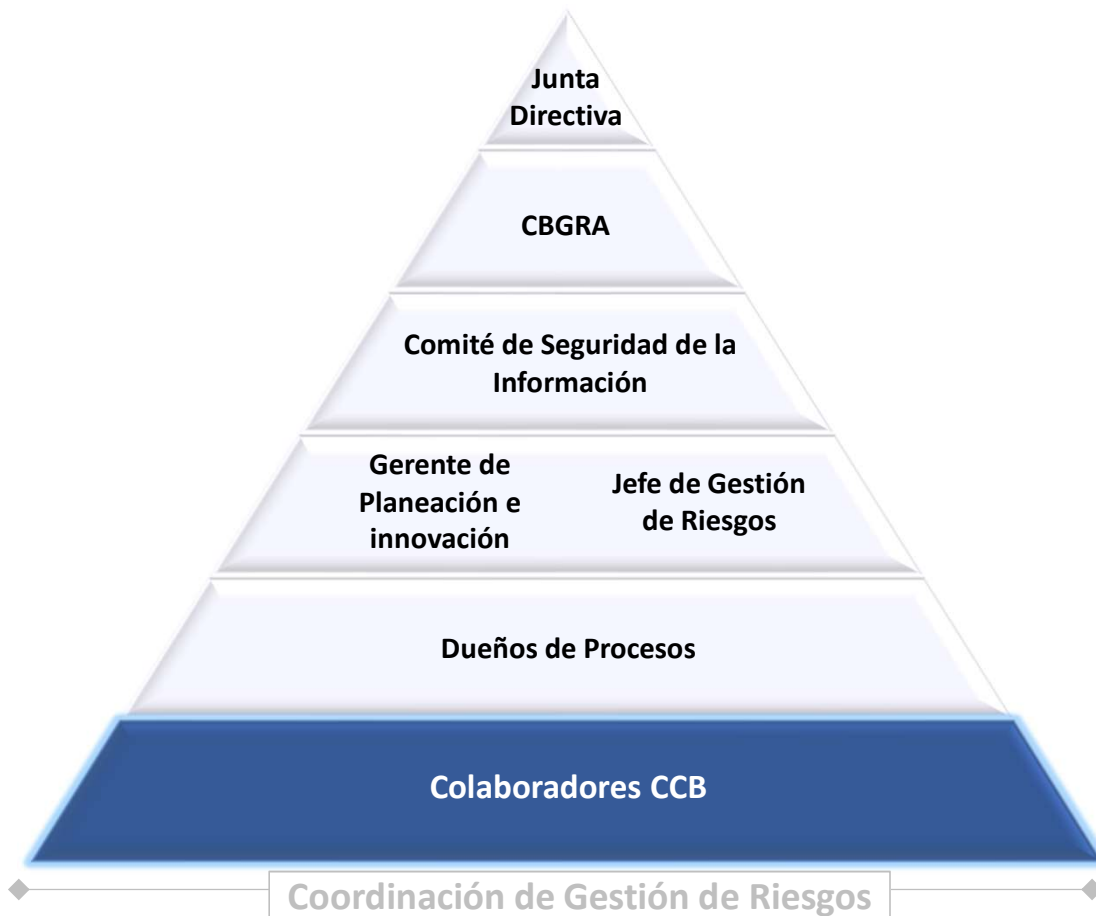 Junta
Directiva
CBGRA
Comité de Seguridad de la
Información
Gerente de
Planeación e
innovación
Jefe de Gestión
de Riesgos
Dueños de Procesos
Colaboradores CCB
Coordinación de Gestión de Riesgos